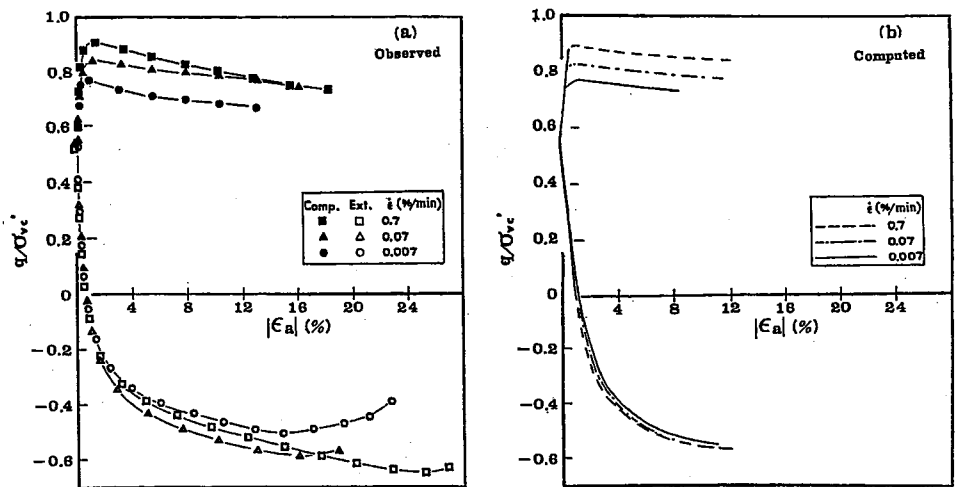 (a)
Observed
1.0
0.8
0.6
0.4
0.2
0
−0.2
−0.4
−0.6
q/σvc'
4 8 12 16 20 24
|ϵa| (%)
Comp. Ext. ε̇ (%/min)
0.7
0.07
0.007
(b)
Computed
1.0
0.8
0.6
0.4
0.2
0
−0.2
−0.4
−0.6
q/σvc'
4 8 12 16 20 24
|ϵa| (%)
ε̇ (%/min)
0.7
0.07
0.007